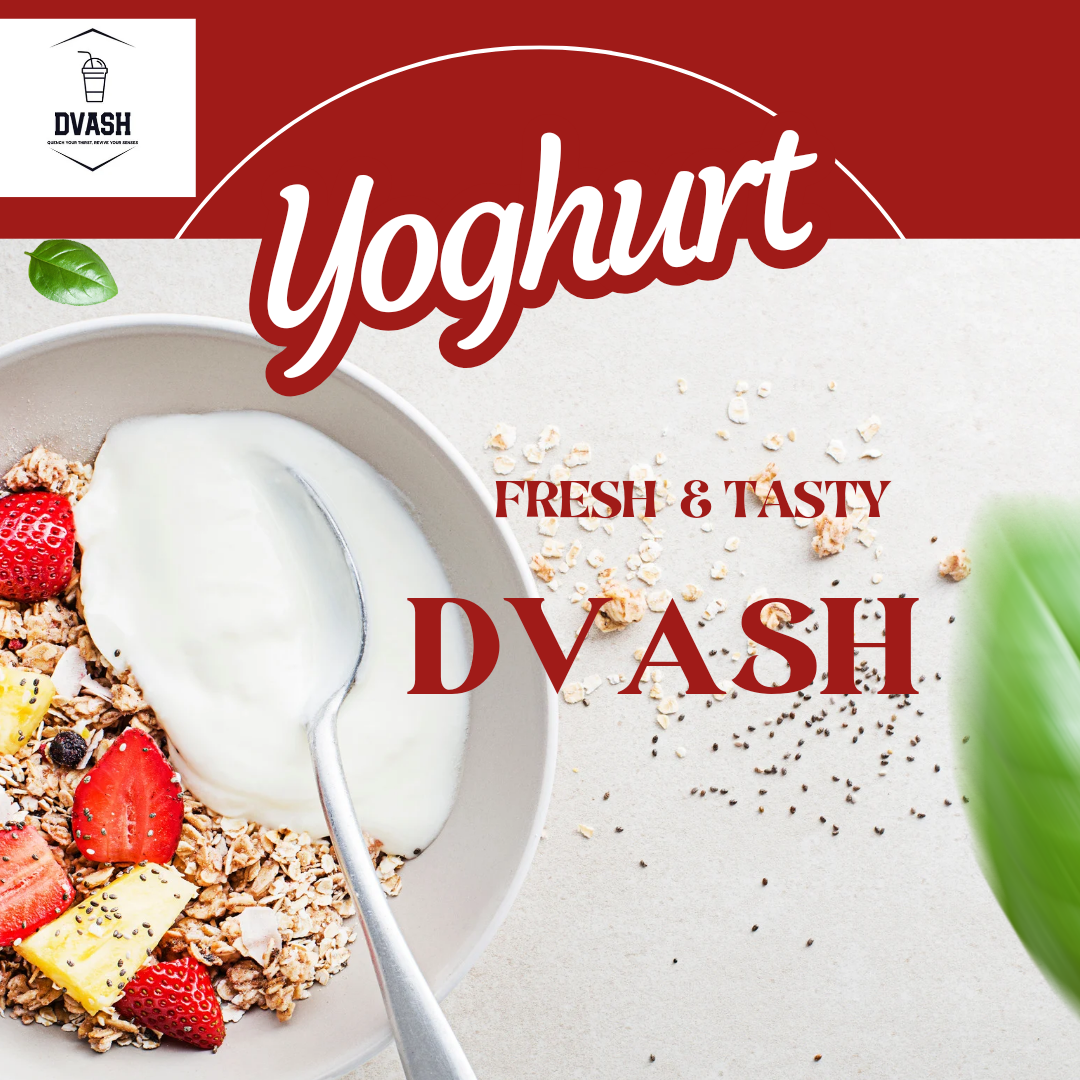 DVASH
QUENCH YOUR THIRST, REVIVE YOUR SENSES
Yoghurt
FRESH & TASTY
DVASH